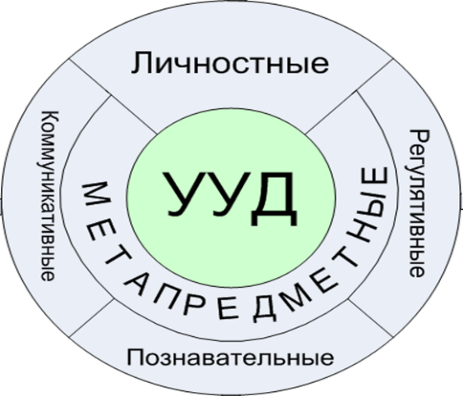 Личностные
Коммуникативные
УУД
МЕТАПРЕДМЕТНЫЕ
Регулятивные
Познавательные